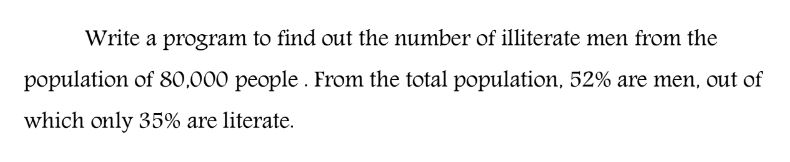 Write a program to find out the number of illiterate men from the
population of 80,000 people . From the total population, 52% are men, out of
which only 35% are literate.